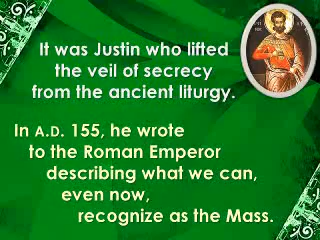 It was Justin who lifted
the veil of secrecy
from the ancient liturgy.
In A.D. 155, he wrote
to the Roman Emperor
describing what we can,
even now,
recognize as the Mass.